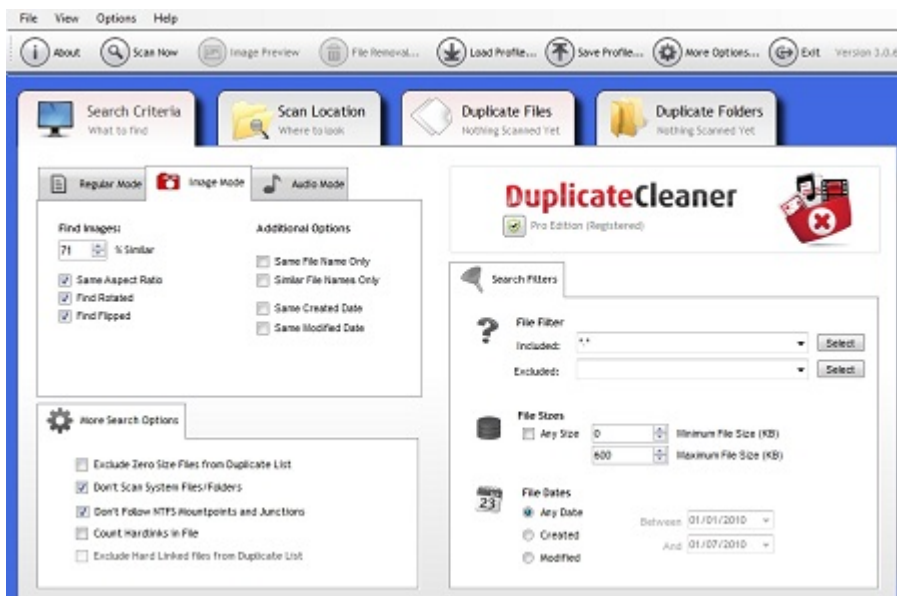 File View Options Help
About Scan Now Image Preview File Removal... Load Profile... Save Profile... More Options... Exit Version 3.0.6
Search Criteria
What to find
Scan Location
Where to look
Duplicate Files
Nothing Scanned Yet
Duplicate Folders
Nothing Scanned Yet
Regular Mode Image Mode Audio Mode
Find Images:
71 % Similar
Same Aspect Ratio
Find Rotated
Find Flipped
Additional Options
Same File Name Only
Similar File Names Only
Same Created Date
Same Modified Date
More Search Options
Exclude Zero Size Files from Duplicate List
Don't Scan System Files/Folders
Don't Follow NTFS Mountpoints and Junctions
Count Hardlinks in File
Exclude Hard Linked Files from Duplicate List
DuplicateCleaner
Pro Edition (Registered)
Search Filters
File Filter
Included: *.* Select
Excluded: Select
File Sizes
Any Size 0 Minimum File Size (KB)
600 Maximum File Size (KB)
23
File Dates
Any Date
Created
Modified
Between 01/01/2010
And 01/07/2010